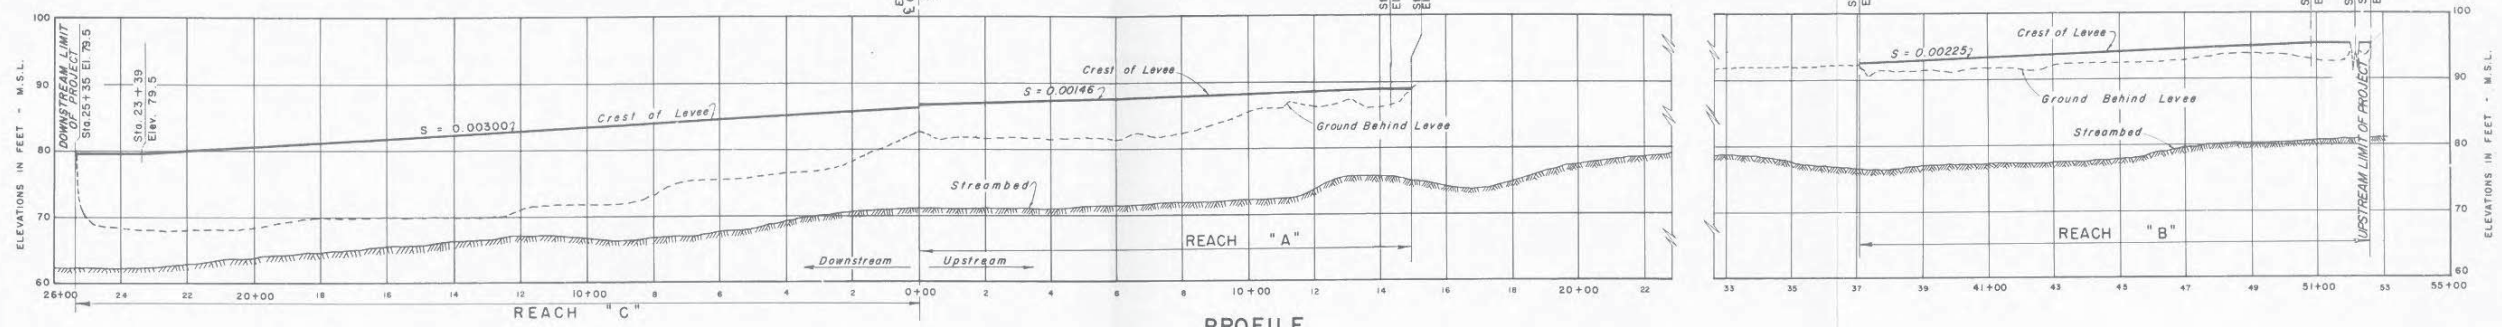 100
90
80
70
60
ELEVATIONS IN FEET - M.S.L.
DOWNSTREAM LIMIT
OF PROJECT
Sta. 25+35 El. 79.5
Sta. 23+39
Elev. 79.5
S = 0.00300
Crest of Levee
S = 0.00146
Crest of Levee
Ground Behind Levee
Streambed
REACH "A"
Downstream
Upstream
26+00 24 22 20+00 18 16 14 12 10+00 8 6 4 2 0+00 2 4 6 8 10+00 12 14 16 18 20+00 22
REACH "C"
S = 0.00225
Crest of Levee
Ground Behind Levee
Streambed
REACH "B"
UPSTREAM LIMIT OF PROJECT
33 35 37 39 41+00 43 45 47 49 51+00 53 55+00
100
90
80
70
60
ELEVATIONS IN FEET - M.S.L.
PROFILE